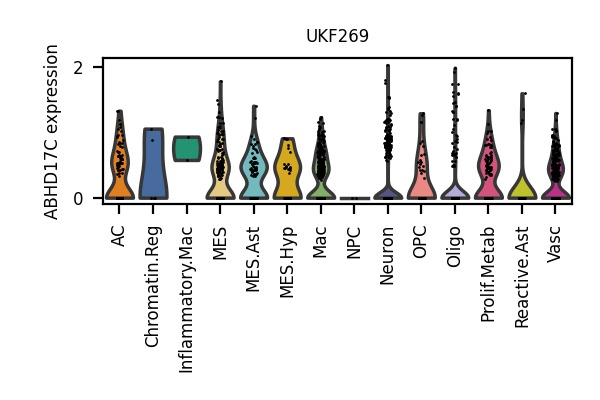 UKF269
ABHD17C expression
2
0
AC
Chromatin.Reg
Inflammatory.Mac
MES
MES.Ast
MES.Hyp
Mac
NPC
Neuron
OPC
Oligo
Prolif.Metab
Reactive.Ast
Vasc